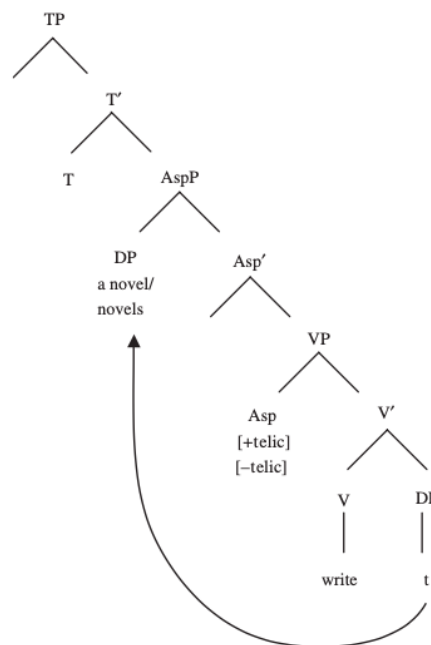 TP
T′
T
AspP
DP
a novel/
novels
Asp′
VP
Asp
[+telic]
[–telic]
V′
V
write
t